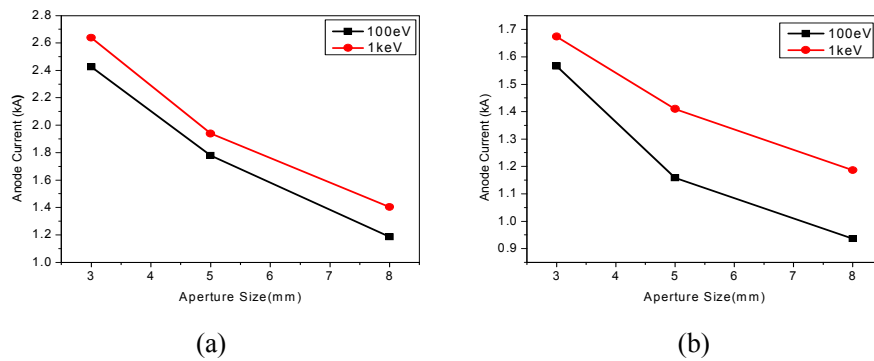 2.8
2.6
2.4
2.2
2.0
1.8
1.6
1.4
1.2
1.0
Anode Current (kA)
100eV
1keV
3 4 5 6 7 8
Aperture Size(mm)
(a)
1.7
1.6
1.5
1.4
1.3
1.2
1.1
1.0
0.9
Anode Current (kA)
100eV
1keV
3 4 5 6 7 8
Aperture Size(mm)
(b)